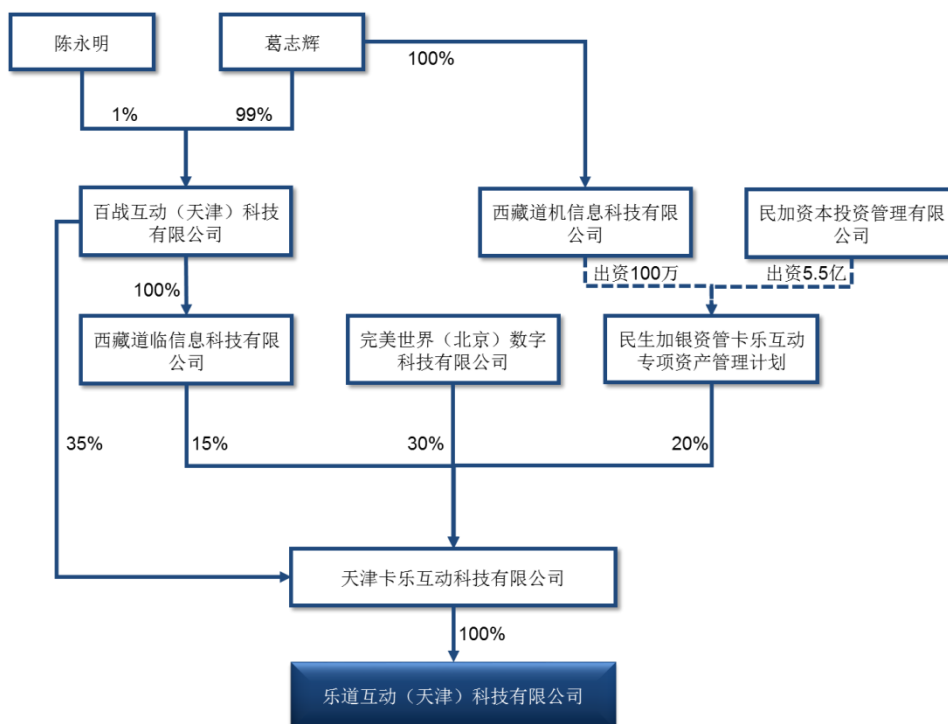 陈永明
葛志辉
100%
1%
99%
百战互动（天津）科技
有限公司
西藏道机信息科技有限
公司
民加资本投资管理有限
公司
100%
出资100万
出资5.5亿
西藏道临信息科技有限
公司
完美世界（北京）数字
科技有限公司
民生加银资管卡乐互动
专项资产管理计划
35%
15%
30%
20%
天津卡乐互动科技有限公司
100%
乐道互动（天津）科技有限公司